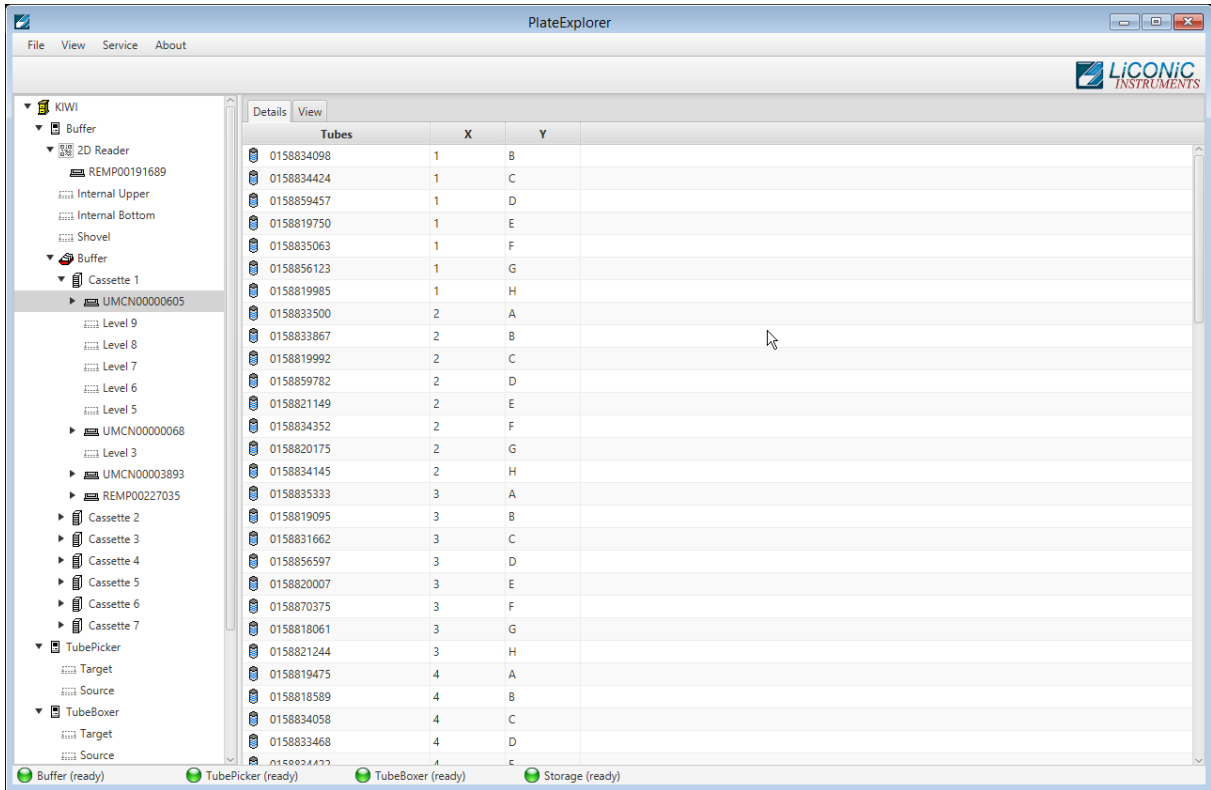 PlateExplorer
File View Service About
LiCONiC
INSTRUMENTS
KIWI
Buffer
2D Reader
REMP00191689
Internal Upper
Internal Bottom
Shovel
Buffer
Cassette 1
UMCN00000605
Level 9
Level 8
Level 7
Level 6
Level 5
UMCN00000068
Level 3
UMCN00003893
REMP00227035
Cassette 2
Cassette 3
Cassette 4
Cassette 5
Cassette 6
Cassette 7
TubePicker
Target
Source
TubeBoxer
Target
Source
Details View
Tubes X Y
0158834098 1 B
0158834424 1 C
0158859457 1 D
0158819750 1 E
0158835063 1 F
0158856123 1 G
0158819985 1 H
0158833500 2 A
0158833867 2 B
0158819992 2 C
0158859782 2 D
0158821149 2 E
0158834352 2 F
0158820175 2 G
0158834145 2 H
0158835333 3 A
0158819095 3 B
0158831662 3 C
0158856597 3 D
0158820007 3 E
0158870375 3 F
0158818061 3 G
0158821244 3 H
0158819475 4 A
0158818589 4 B
0158834058 4 C
0158833468 4 D
Buffer (ready) TubePicker (ready) TubeBoxer (ready) Storage (ready)